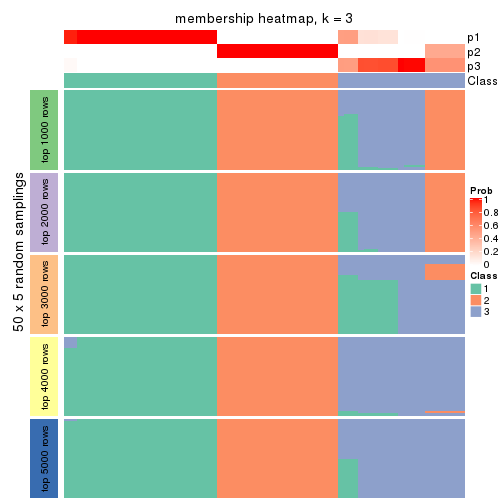 membership heatmap, k = 3
p1
p2
p3
Class
50 x 5 random samplings
top 1000 rows
top 2000 rows
top 3000 rows
top 4000 rows
top 5000 rows
Prob
1
0.8
0.6
0.4
0.2
0
Class
1
2
3